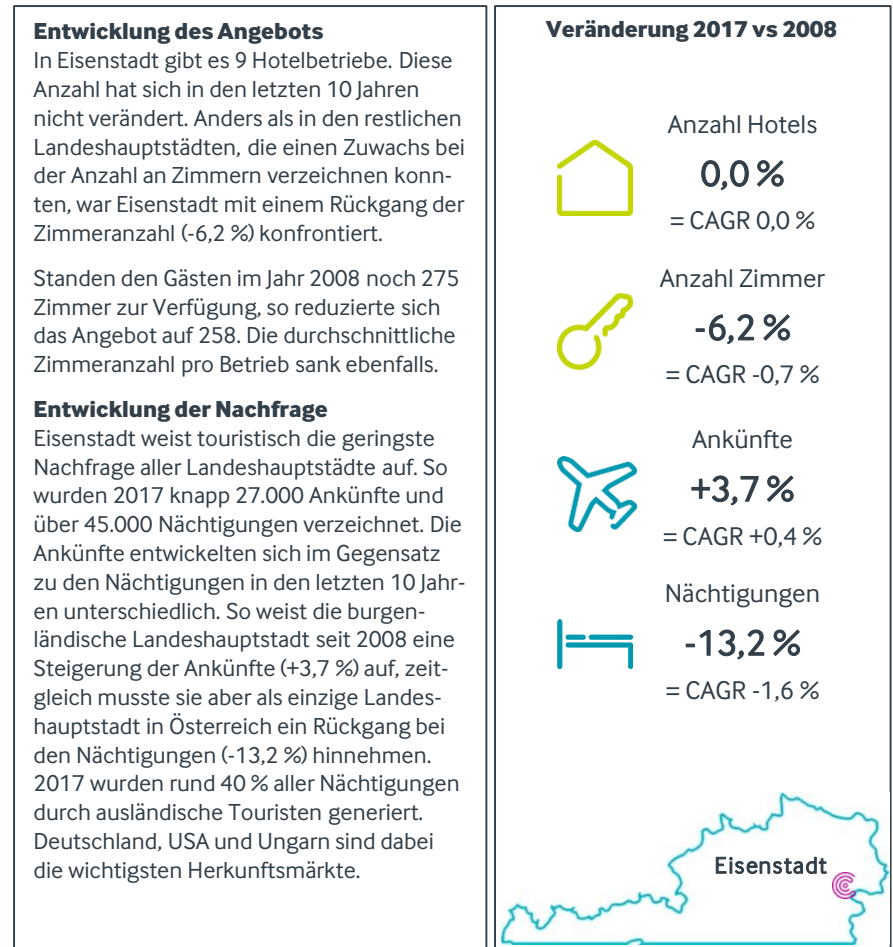 Entwicklung des Angebots
In Eisenstadt gibt es 9 Hotelbetriebe. Diese
Anzahl hat sich in den letzten 10 Jahren
nicht verändert. Anders als in den restlichen
Landeshauptstädten, die einen Zuwachs bei
der Anzahl an Zimmern verzeichnen konn-
ten, war Eisenstadt mit einem Rückgang der
Zimmeranzahl (-6,2 %) konfrontiert.
Standen den Gästen im Jahr 2008 noch 275
Zimmer zur Verfügung, so reduzierte sich
das Angebot auf 258. Die durchschnittliche
Zimmeranzahl pro Betrieb sank ebenfalls.
Entwicklung der Nachfrage
Eisenstadt weist touristisch die geringste
Nachfrage aller Landeshauptstädte auf. So
wurden 2017 knapp 27.000 Ankünfte und
über 45.000 Nächtigungen verzeichnet. Die
Ankünfte entwickelten sich im Gegensatz
zu den Nächtigungen in den letzten 10 Jahr-
en unterschiedlich. So weist die burgen-
ländische Landeshauptstadt seit 2008 eine
Steigerung der Ankünfte (+3,7 %) auf, zeit-
gleich musste sie aber als einzige Landes-
hauptstadt in Österreich ein Rückgang bei
den Nächtigungen (-13,2 %) hinnehmen.
2017 wurden rund 40 % aller Nächtigungen
durch ausländische Touristen generiert.
Deutschland, USA und Ungarn sind dabei
die wichtigsten Herkunftsmärkte.
Veränderung 2017 vs 2008
Anzahl Hotels
0,0 %
= CAGR 0,0 %
Anzahl Zimmer
-6,2 %
= CAGR -0,7 %
Ankünfte
+3,7 %
= CAGR +0,4 %
Nächtigungen
-13,2 %
= CAGR -1,6 %
Eisenstadt